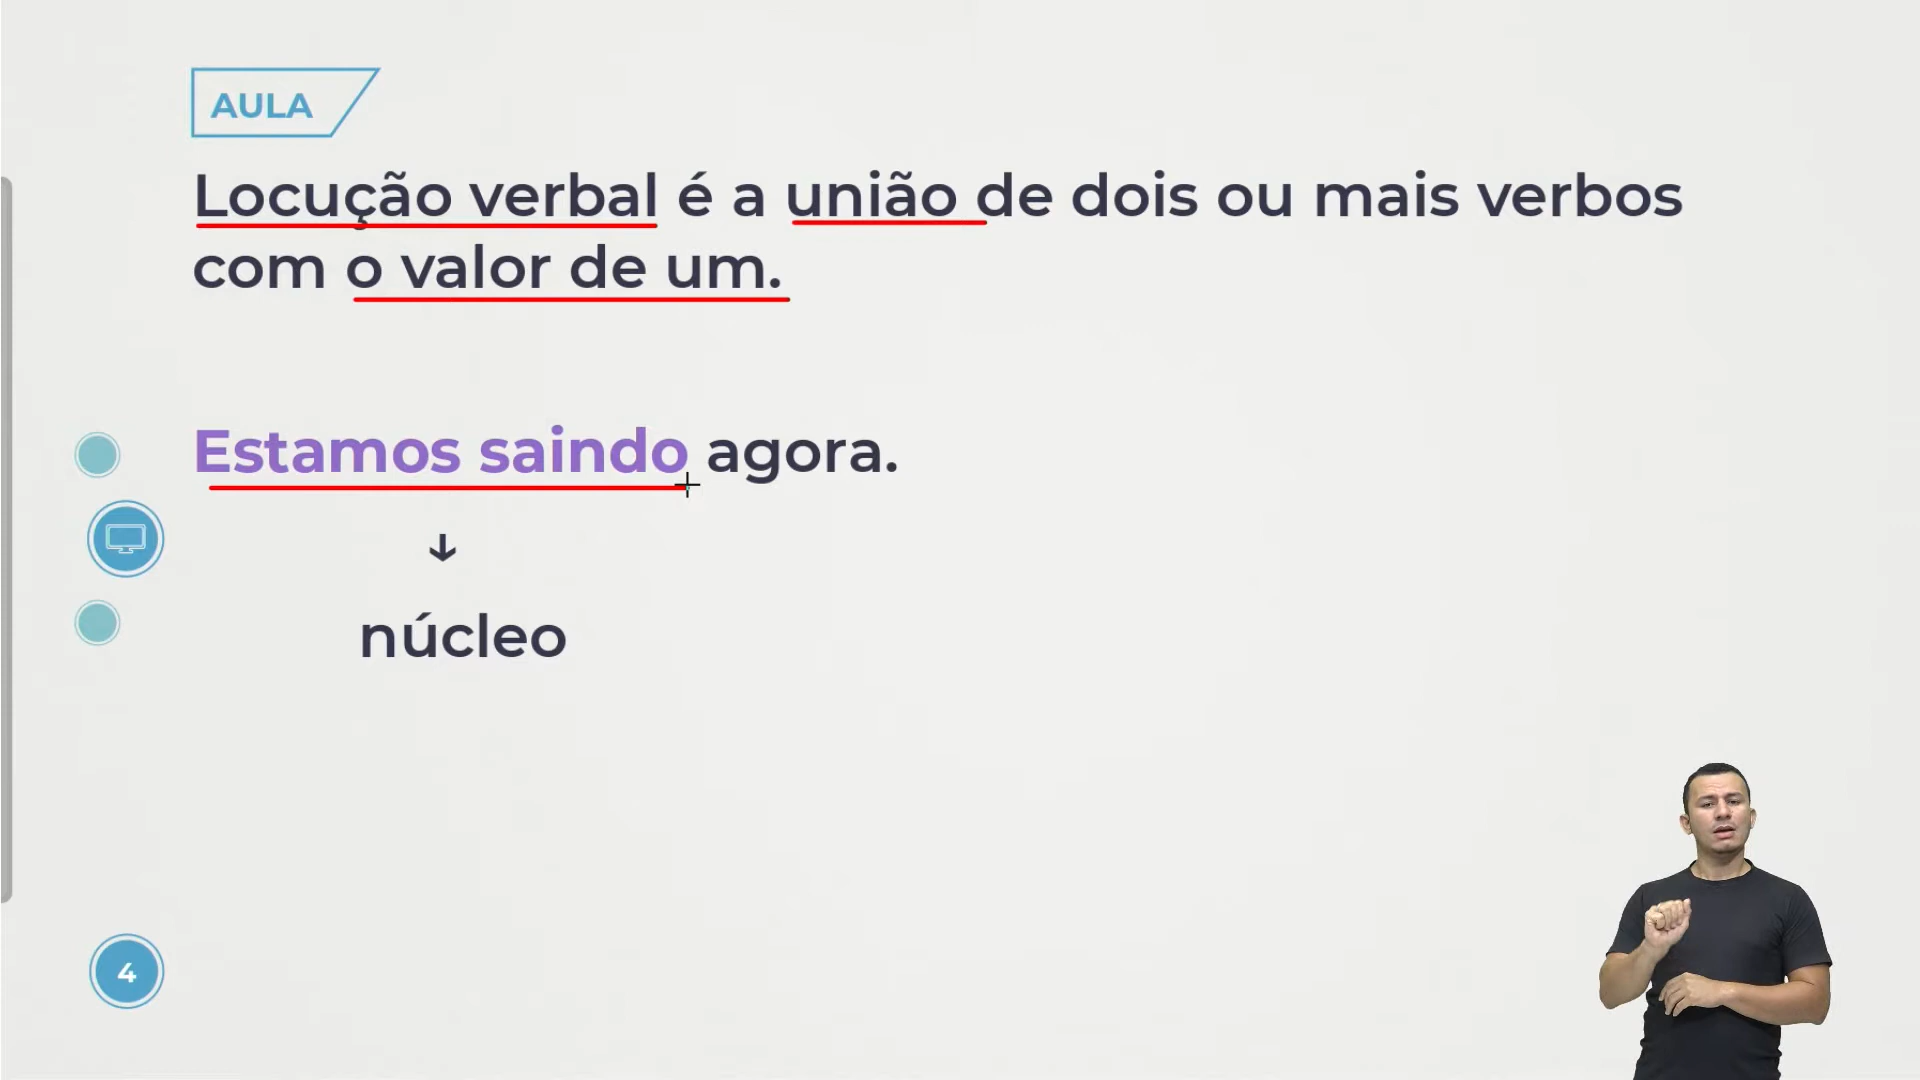 AULA
Locução verbal é a união de dois ou mais verbos
com o valor de um.
Estamos saindo agora.
↓
núcleo
4